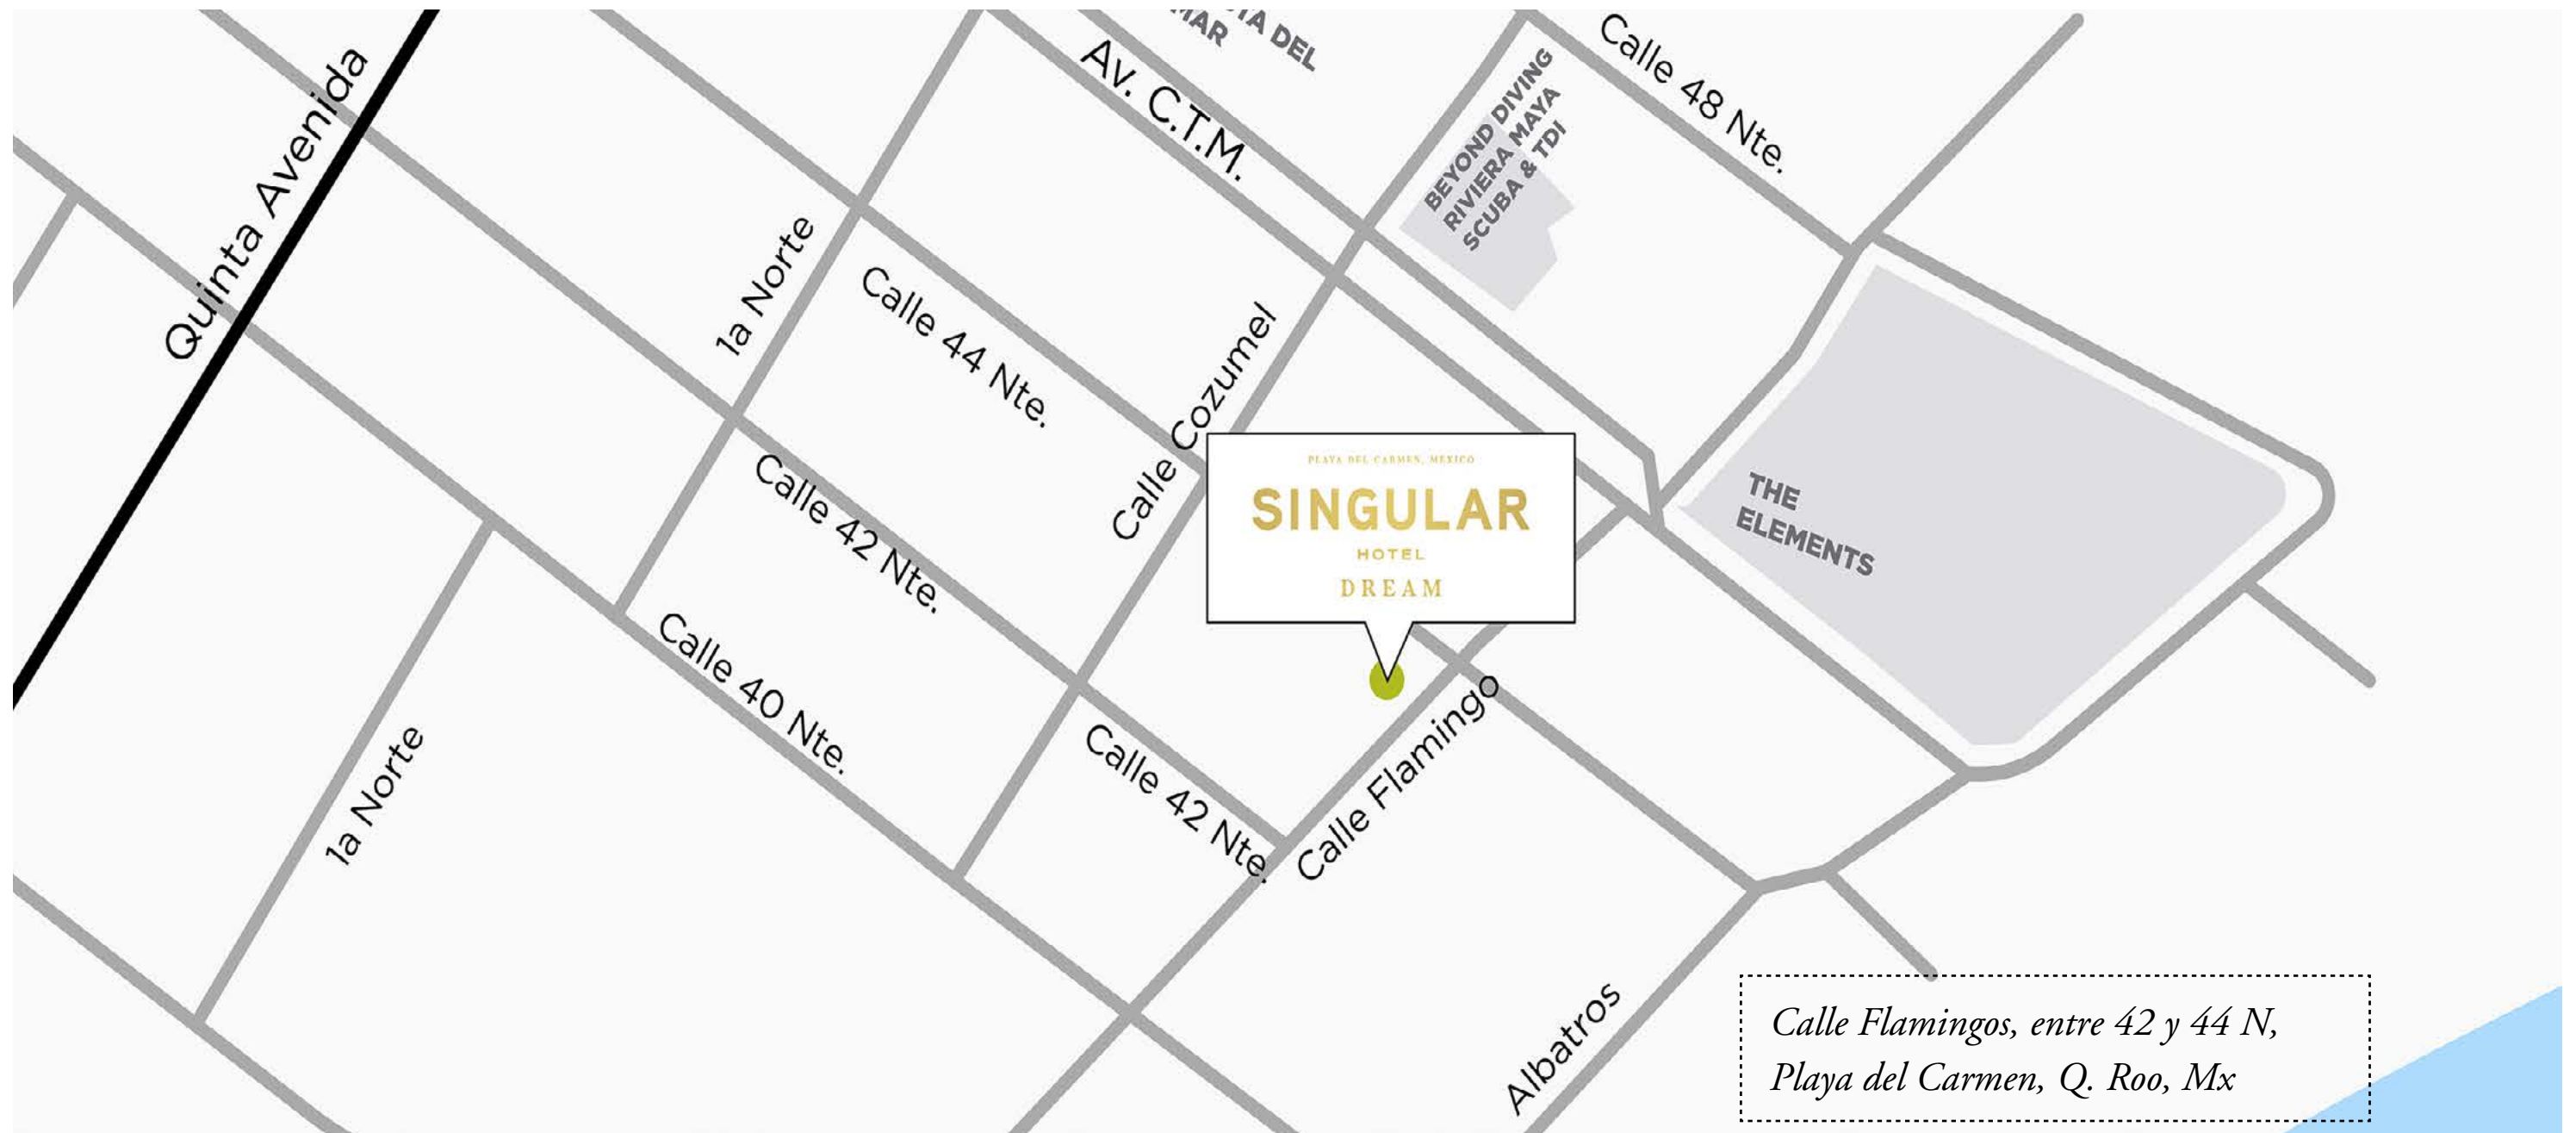 MAR
DEL
Calle 48 Nte.
Av. C.T.M.
BEYOND DIVING
RIVIERA MAYA
SCUBA & TDI
Quinta Avenida
1a Norte
Calle 44 Nte.
Calle Cozumel
PLAYA DEL CARMEN, MEXICO
SINGULAR
HOTEL
DREAM
THE
ELEMENTS
Calle 42 Nte.
Calle 40 Nte.
Calle 42 Nte.
Calle Flamingo
1a Norte
Albatros
Calle Flamingos, entre 42 y 44 N,
Playa del Carmen, Q. Roo, Mx